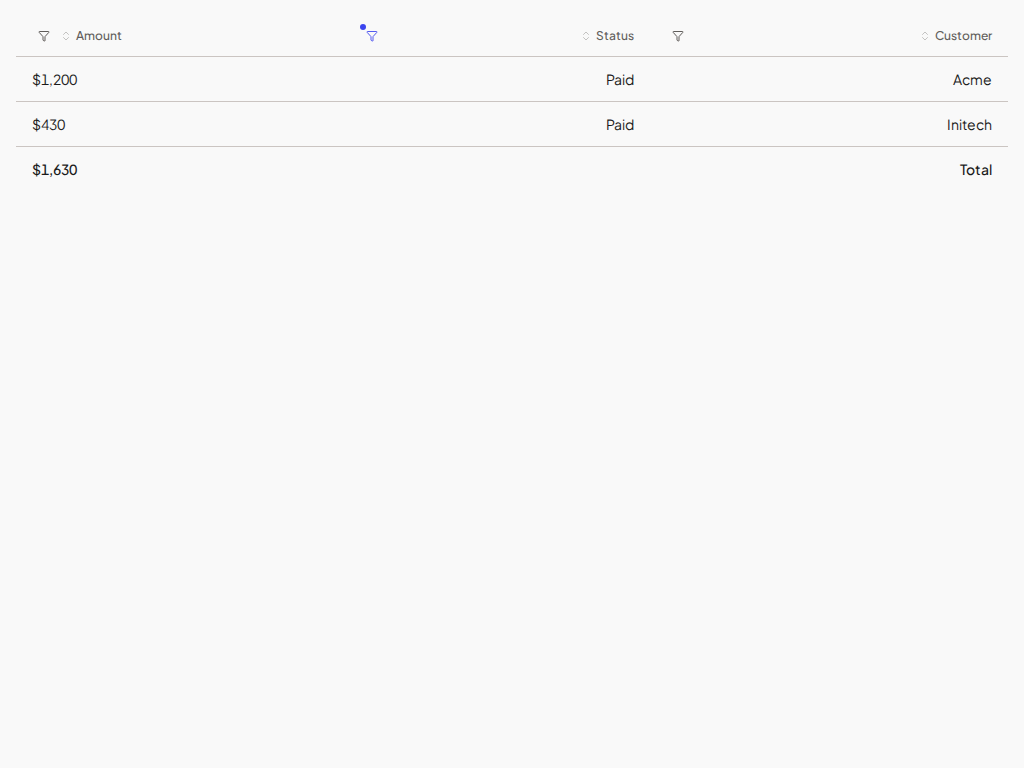 Amount Status Customer
$1,200 Paid Acme
$430 Paid Initech
$1,630 Total